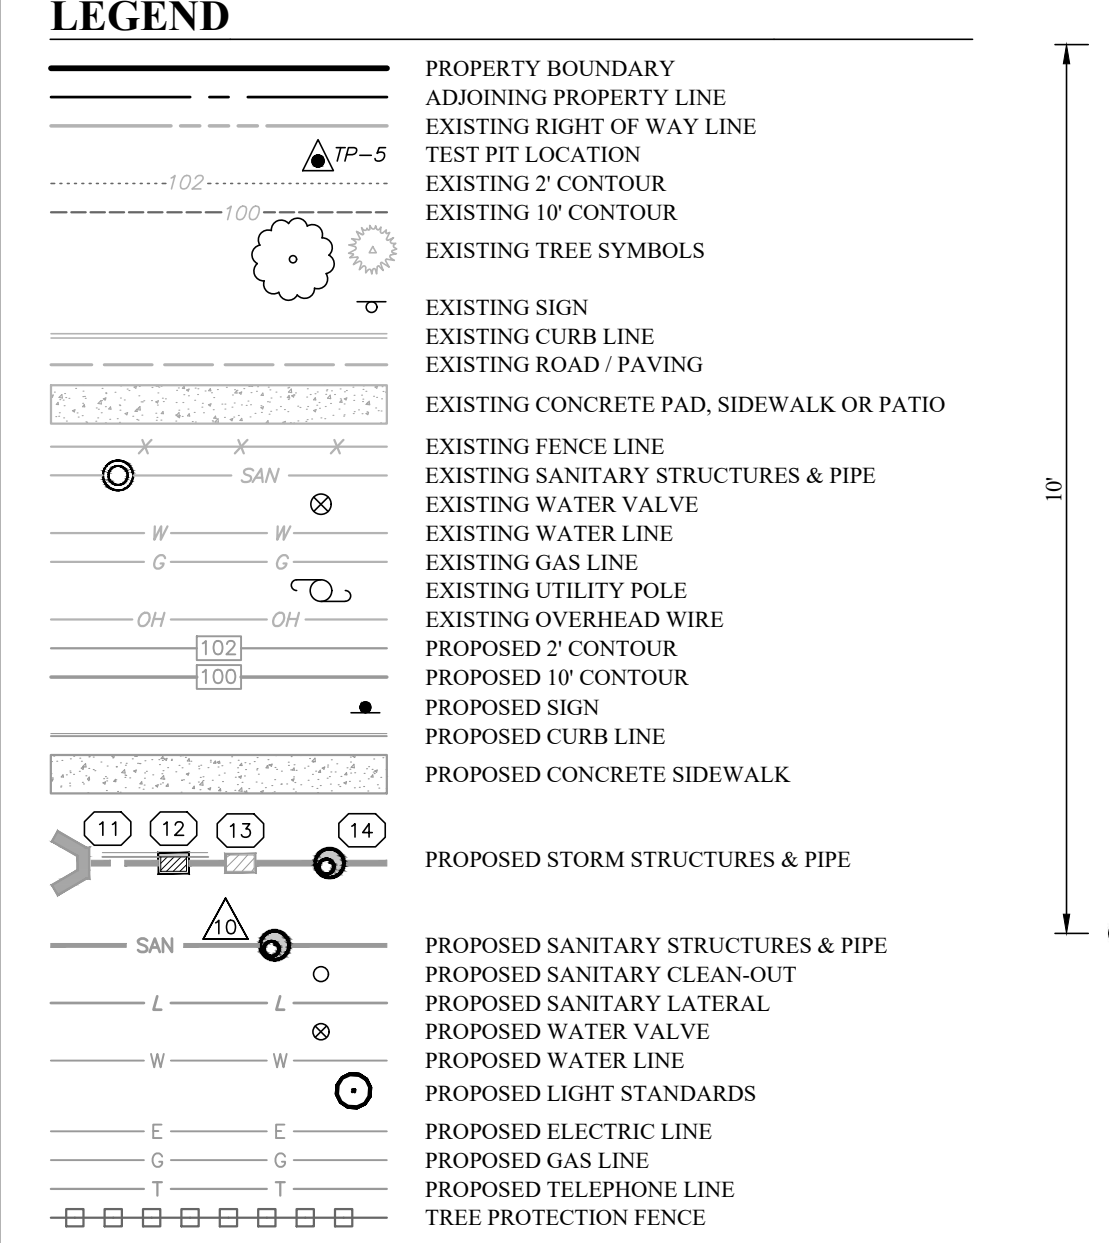 LEGEND
PROPERTY BOUNDARY
ADJOINING PROPERTY LINE
EXISTING RIGHT OF WAY LINE
TP-5 TEST PIT LOCATION
102 EXISTING 2' CONTOUR
100 EXISTING 10' CONTOUR
EXISTING TREE SYMBOLS
EXISTING SIGN
EXISTING CURB LINE
EXISTING ROAD / PAVING
EXISTING CONCRETE PAD, SIDEWALK OR PATIO
X X X EXISTING FENCE LINE
SAN EXISTING SANITARY STRUCTURES & PIPE
EXISTING WATER VALVE
W W EXISTING WATER LINE
G G EXISTING GAS LINE
EXISTING UTILITY POLE
OH OH EXISTING OVERHEAD WIRE
102 PROPOSED 2' CONTOUR
100 PROPOSED 10' CONTOUR
PROPOSED SIGN
PROPOSED CURB LINE
PROPOSED CONCRETE SIDEWALK
11 12 13 14
PROPOSED STORM STRUCTURES & PIPE
10
SAN PROPOSED SANITARY STRUCTURES & PIPE
PROPOSED SANITARY CLEAN-OUT
L L PROPOSED SANITARY LATERAL
PROPOSED WATER VALVE
W W PROPOSED WATER LINE
PROPOSED LIGHT STANDARDS
E E PROPOSED ELECTRIC LINE
G G PROPOSED GAS LINE
T T PROPOSED TELEPHONE LINE
TREE PROTECTION FENCE
10'